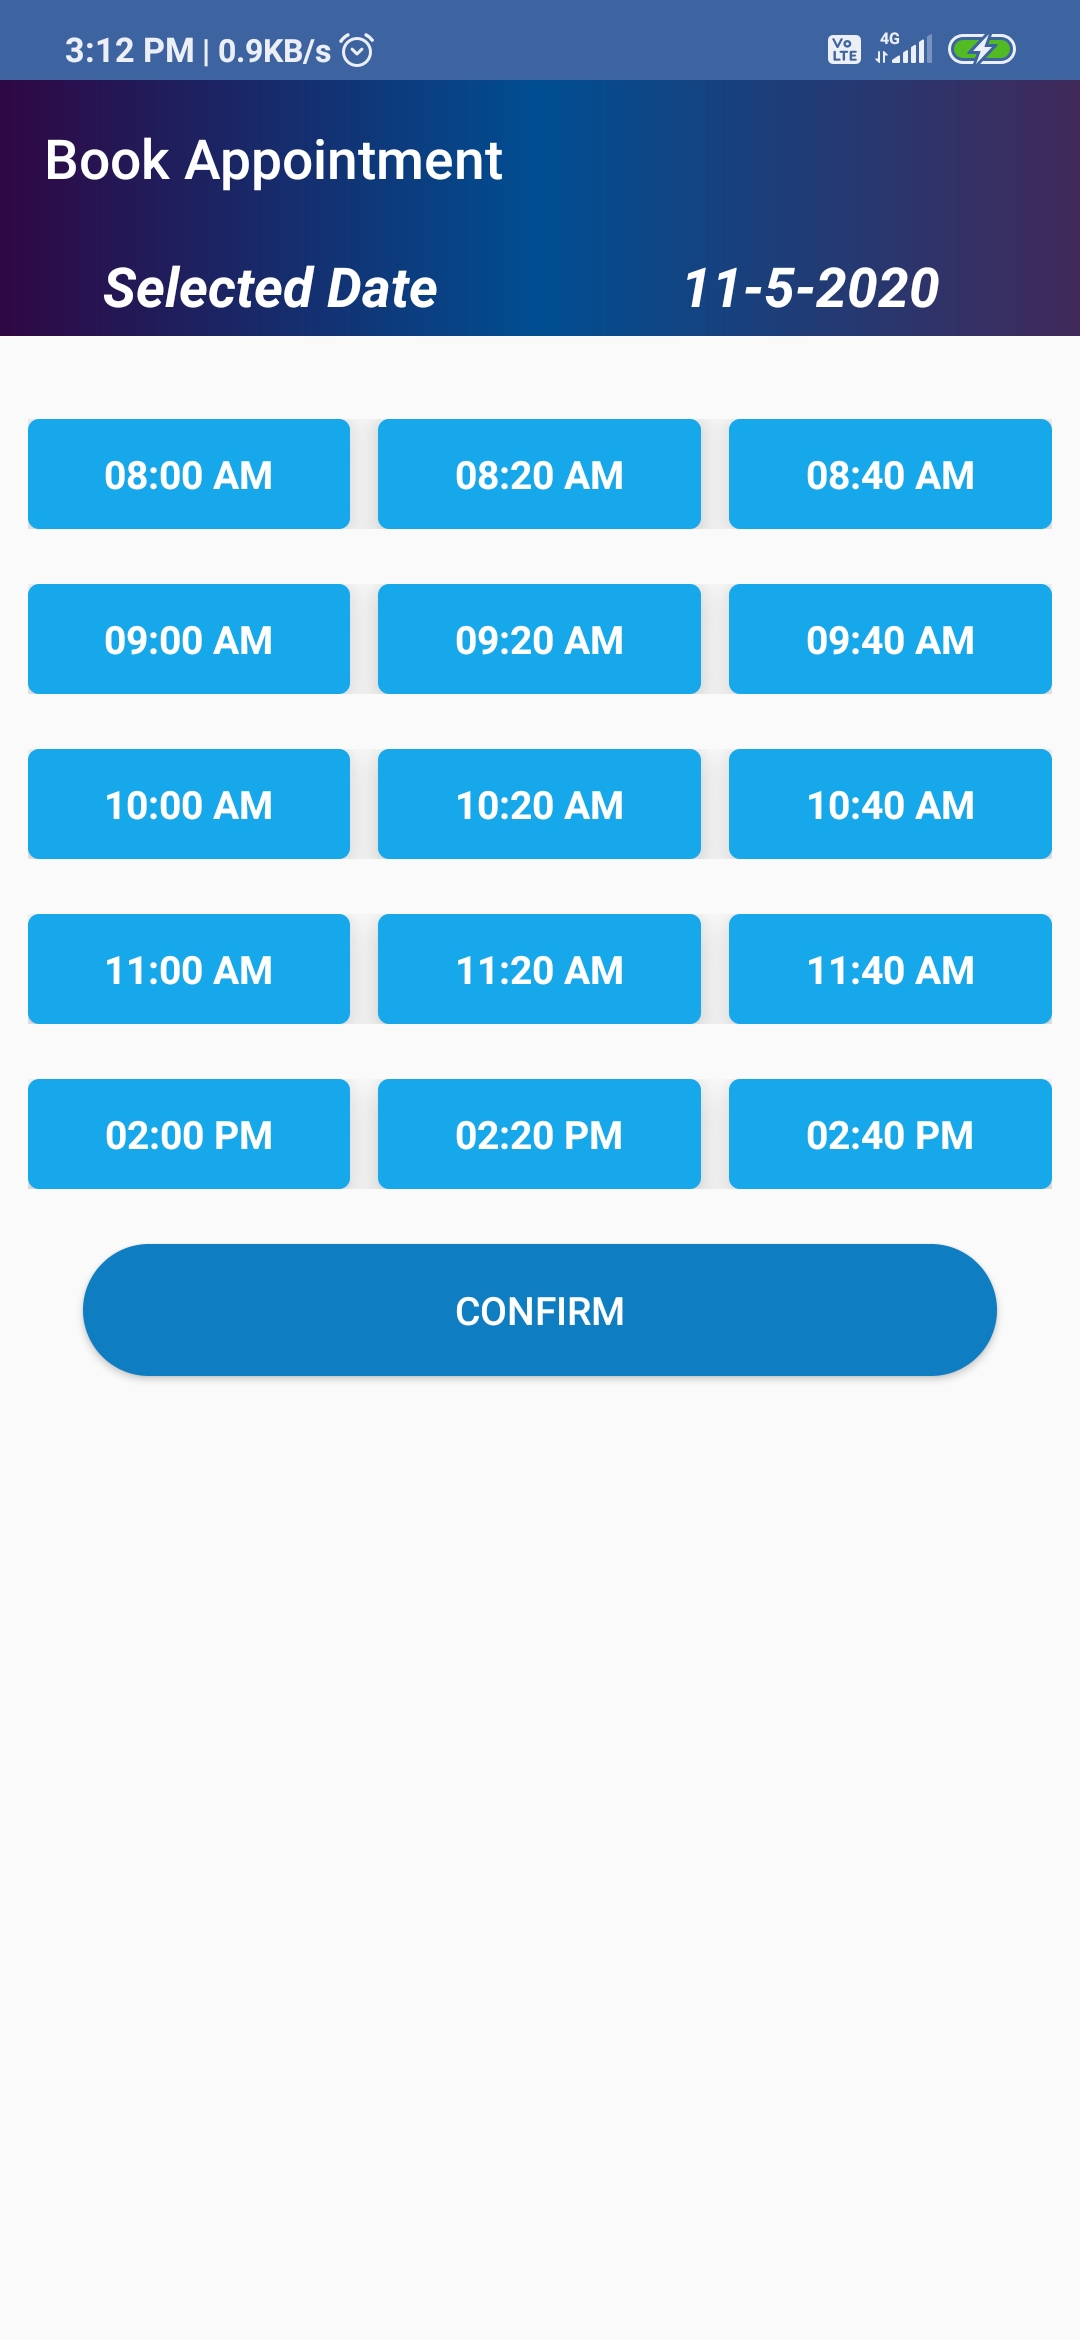 3:12 PM | 0.9KB/s Vo LTE 4G
Book Appointment
Selected Date 11-5-2020
08:00 AM 08:20 AM 08:40 AM
09:00 AM 09:20 AM 09:40 AM
10:00 AM 10:20 AM 10:40 AM
11:00 AM 11:20 AM 11:40 AM
02:00 PM 02:20 PM 02:40 PM
CONFIRM